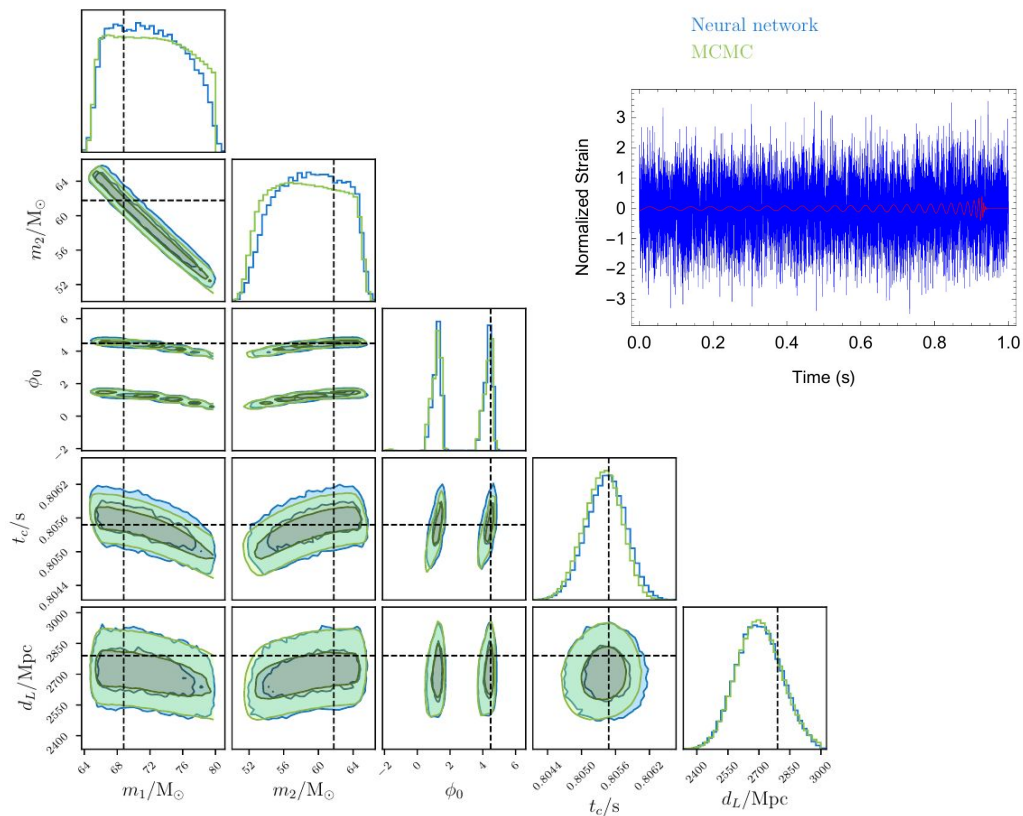 Neural network
MCMC
3
2
1
0
−1
−2
−3
Normalized Strain
0.0 0.2 0.4 0.6 0.8 1.0
Time (s)
64
60
56
52
m₂/M⊙
6
4
2
0
−2
ϕ₀
0.8062
0.8056
0.8050
0.8044
t_c/s
3000
2850
2700
2550
2400
d_L/Mpc
64 68 72 76 80
m₁/M⊙
52 56 60 64
m₂/M⊙
−2 0 2 4 6
ϕ₀
0.8044 0.8050 0.8056 0.8062
t_c/s
2400 2550 2700 2850 3000
d_L/Mpc